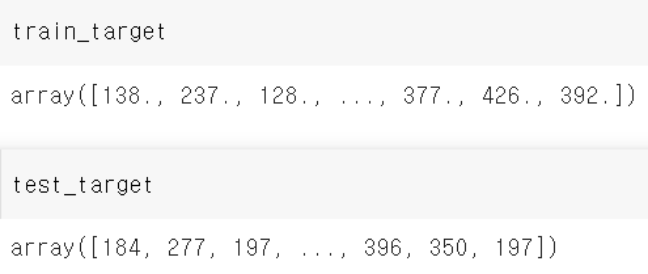 train_target
array([138., 237., 128., ..., 377., 426., 392.])
test_target
array([184, 277, 197, ..., 396, 350, 197])